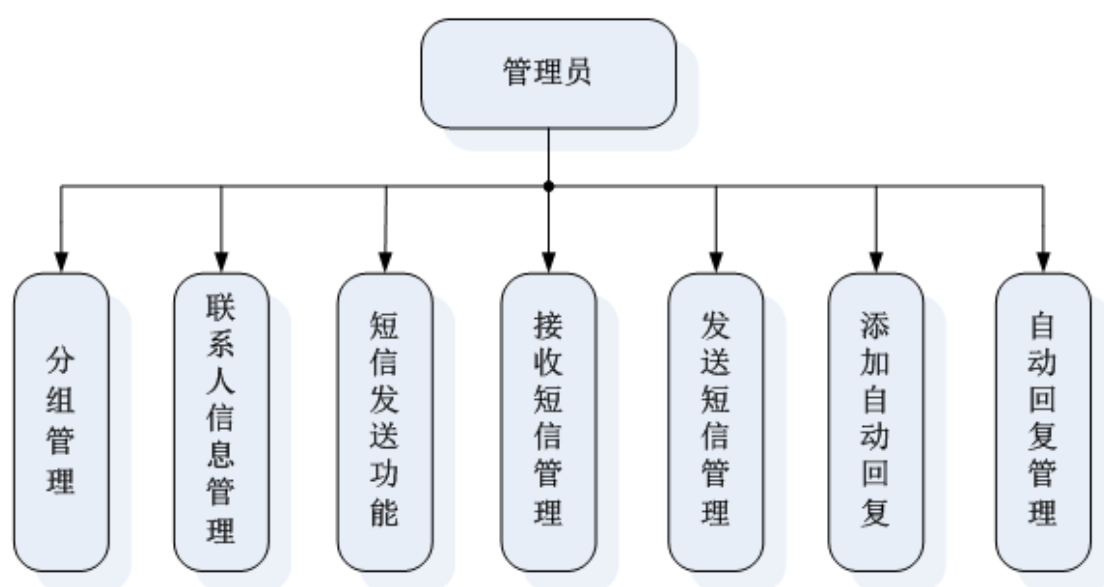 管理员
分组管理
联系人信息管理
短信发送功能
接收短信管理
发送短信管理
添加自动回复
自动回复管理